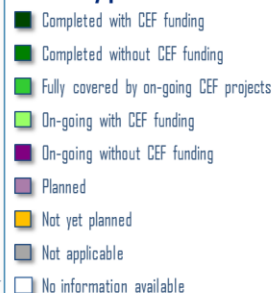 Completed with CEF funding
Completed without CEF funding
Fully covered by on-going CEF projects
On-going with CEF funding
On-going without CEF funding
Planned
Not yet planned
Not applicable
No information available